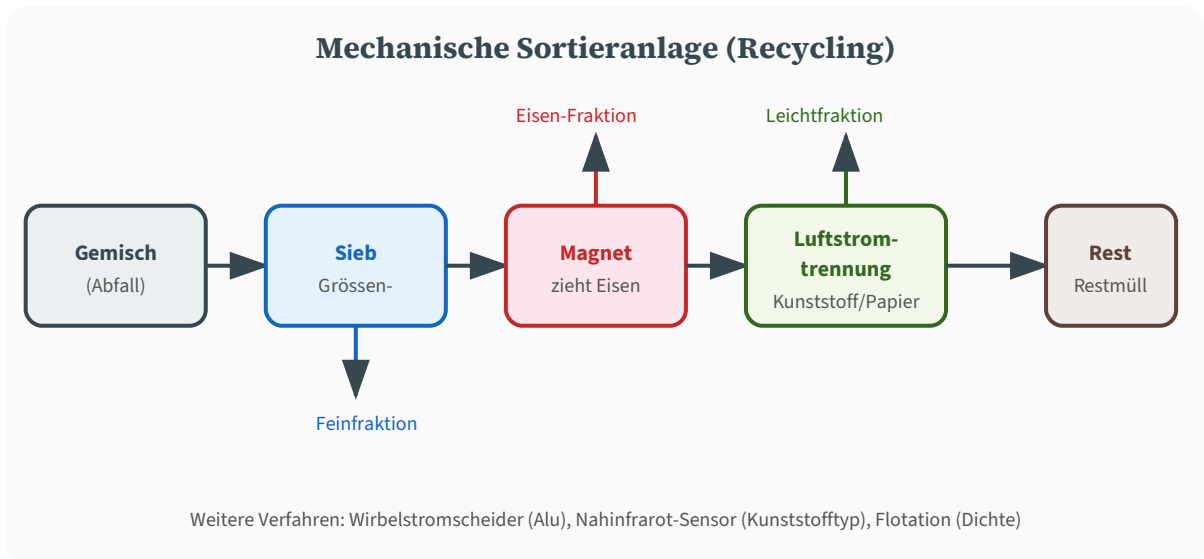 Mechanische Sortieranlage (Recycling)
Eisen-Fraktion
Leichtfraktion
Gemisch
(Abfall)
Sieb
Grössen-
Magnet
zieht Eisen
Luftstrom-
trennung
Kunststoff/Papier
Rest
Restmüll
Feinfraktion
Weitere Verfahren: Wirbelstromscheider (Alu), Nahinfrarot-Sensor (Kunststofftyp), Flotation (Dichte)